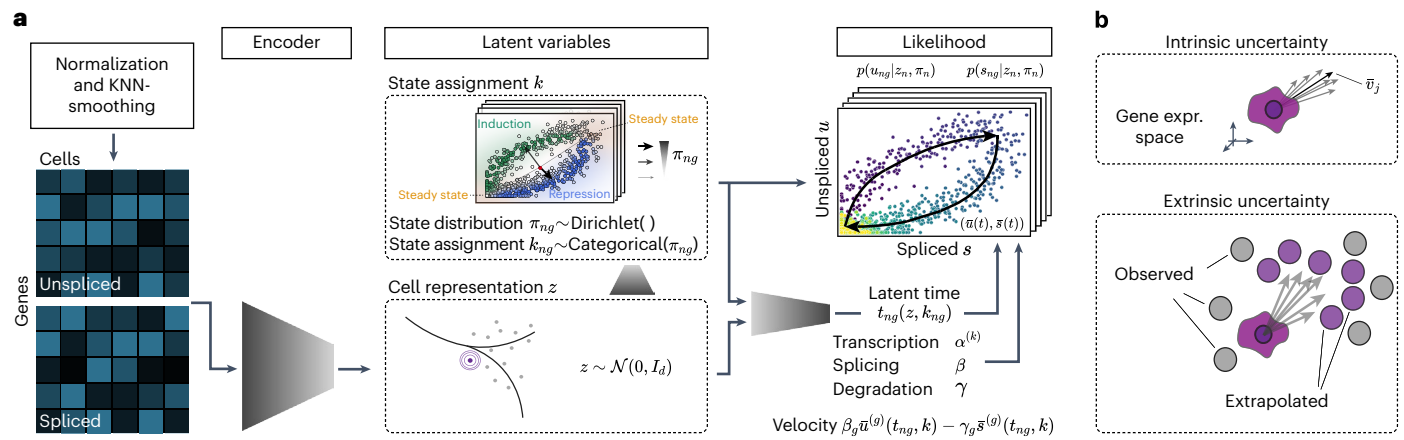 a
Normalization
and KNN-
smoothing
Cells
Genes
Unspliced
Spliced
Encoder
Latent variables
State assignment k
Induction
Steady state
Steady state
Repression
π_ng
State distribution π_ng∼Dirichlet( )
State assignment k_ng∼Categorical(π_ng)
Cell representation z
z ∼ 𝒩(0, I_d)
Likelihood
p(u_ng|z_n, π_n) p(s_ng|z_n, π_n)
Unspliced u
(ū(t), s̄(t))
Spliced s
Latent time
t_ng(z, k_ng)
Transcription α^(k)
Splicing β
Degradation γ
Velocity β_g ū^(g)(t_ng, k) − γ_g s̄^(g)(t_ng, k)
b
Intrinsic uncertainty
v̄_j
Gene expr.
space
Extrinsic uncertainty
Observed
Extrapolated